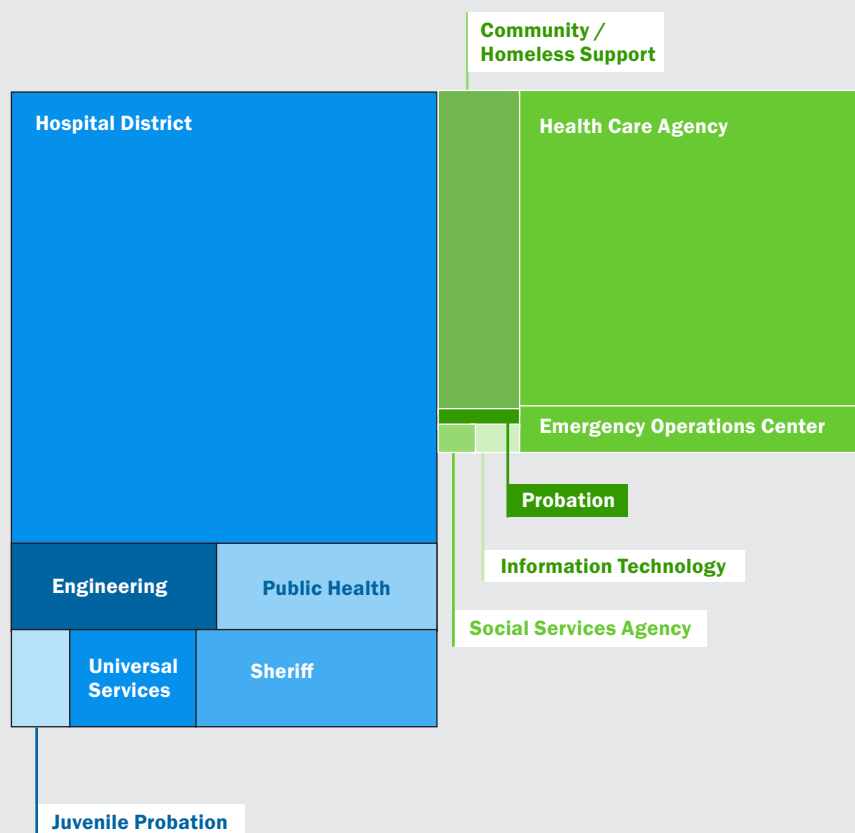 Community /
Homeless Support
Hospital District
Health Care Agency
Emergency Operations Center
Probation
Information Technology
Engineering
Public Health
Social Services Agency
Universal
Services
Sheriff
Juvenile Probation